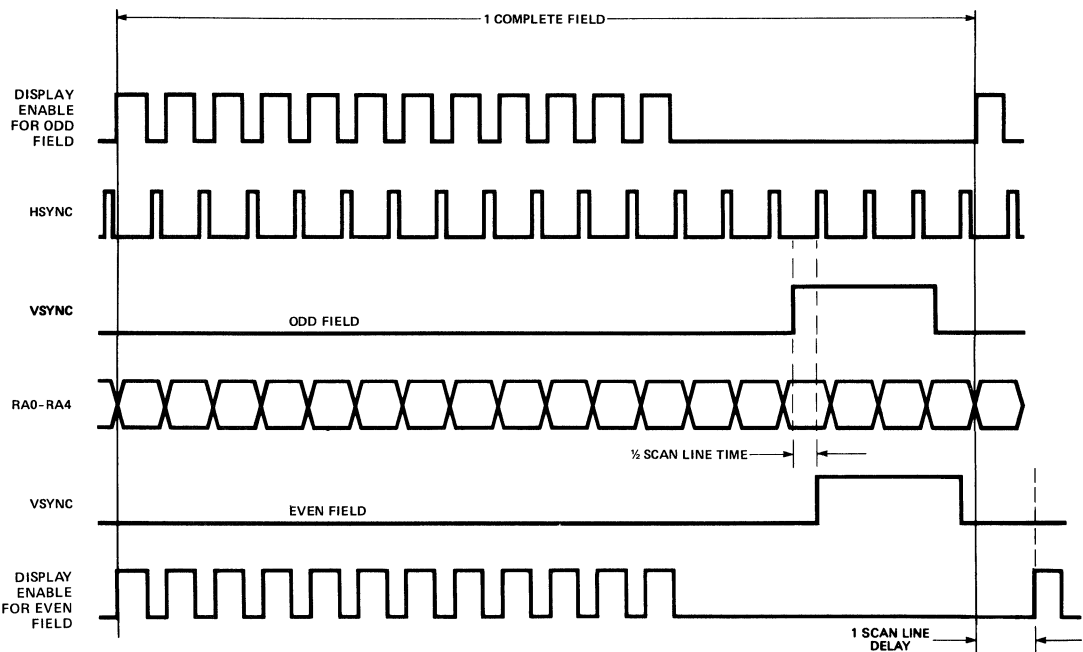 1 COMPLETE FIELD
DISPLAY
ENABLE
FOR ODD
FIELD
HSYNC
VSYNC
ODD FIELD
RA0-RA4
½ SCAN LINE TIME
VSYNC
EVEN FIELD
DISPLAY
ENABLE
FOR EVEN
FIELD
1 SCAN LINE
DELAY